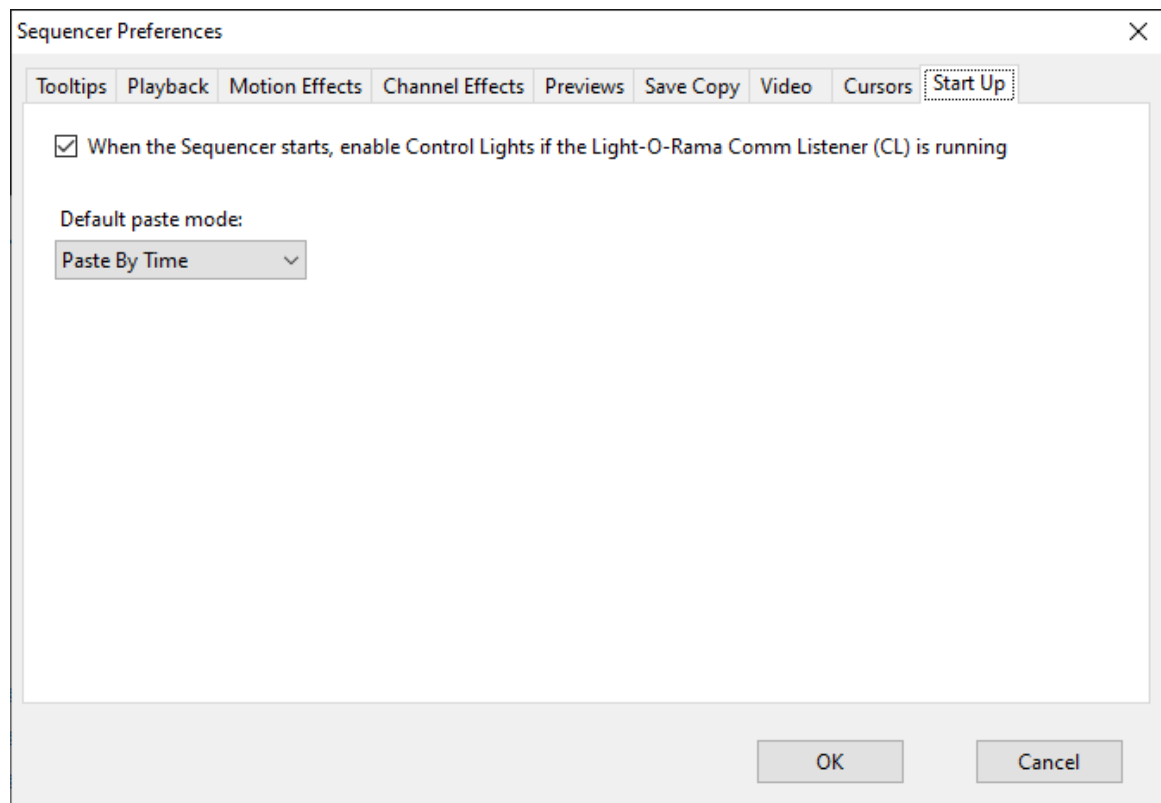 Sequencer Preferences
Tooltips Playback Motion Effects Channel Effects Previews Save Copy Video Cursors Start Up
When the Sequencer starts, enable Control Lights if the Light-O-Rama Comm Listener (CL) is running
Default paste mode:
Paste By Time
OK Cancel